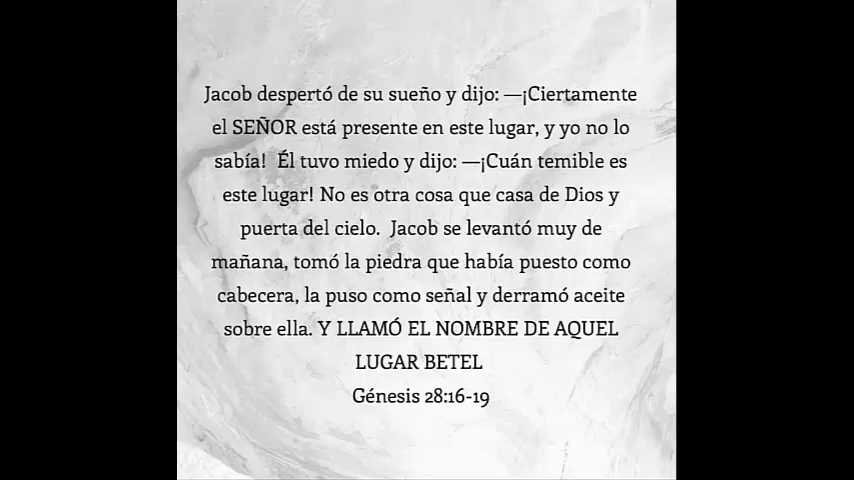 Jacob despertó de su sueño y dijo: —¡Ciertamente
el SEÑOR está presente en este lugar, y yo no lo
sabía!  Él tuvo miedo y dijo: —¡Cuán temible es
este lugar! No es otra cosa que casa de Dios y
puerta del cielo.  Jacob se levantó muy de
mañana, tomó la piedra que había puesto como
cabecera, la puso como señal y derramó aceite
sobre ella. Y LLAMÓ EL NOMBRE DE AQUEL
LUGAR BETEL
Génesis 28:16-19